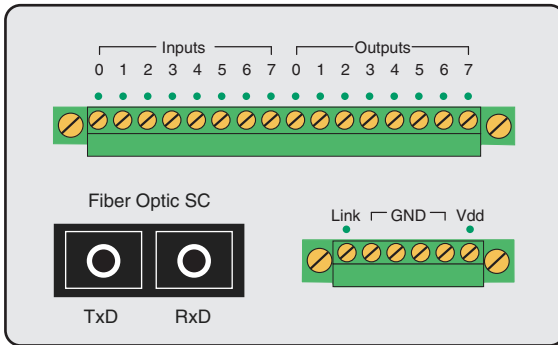 Inputs Outputs
0 1 2 3 4 5 6 7 0 1 2 3 4 5 6 7
Fiber Optic SC
Link GND Vdd
TxD RxD